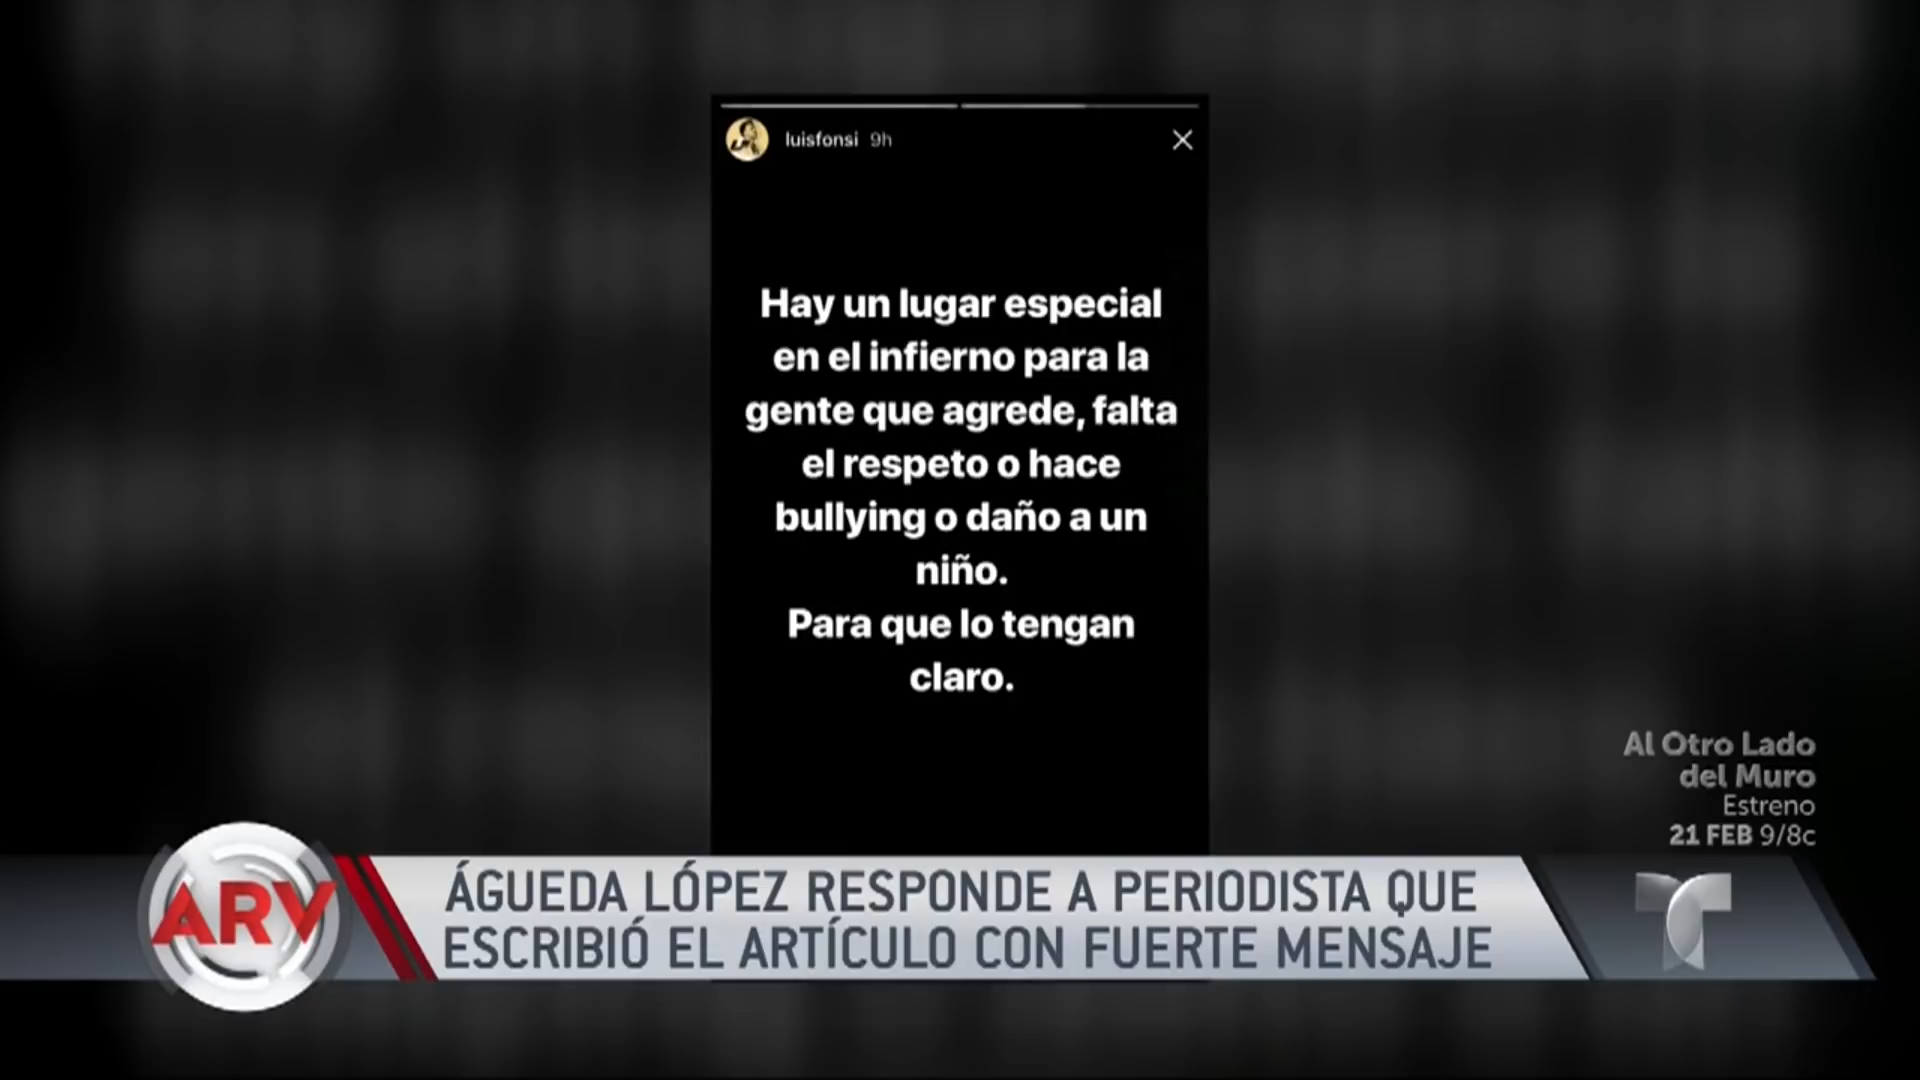 luisfonsi 9h
Hay un lugar especial
en el infierno para la
gente que agrede, falta
el respeto o hace
bullying o daño a un
niño.
Para que lo tengan
claro.
Al Otro Lado
del Muro
Estreno
21 FEB 9/8c
ARV
ÁGUEDA LÓPEZ RESPONDE A PERIODISTA QUE
ESCRIBIÓ EL ARTÍCULO CON FUERTE MENSAJE